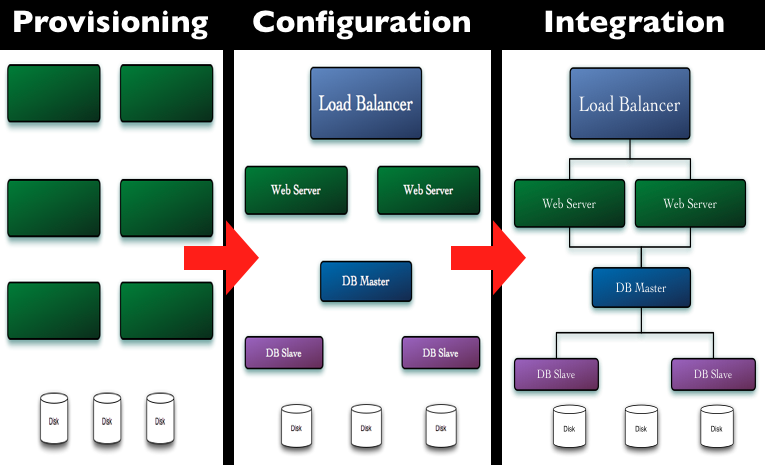 Provisioning
Disk
Disk
Disk
Configuration
Load Balancer
Web Server
Web Server
DB Master
DB Slave
DB Slave
Disk
Disk
Disk
Integration
Load Balancer
Web Server
Web Server
DB Master
DB Slave
DB Slave
Disk
Disk
Disk